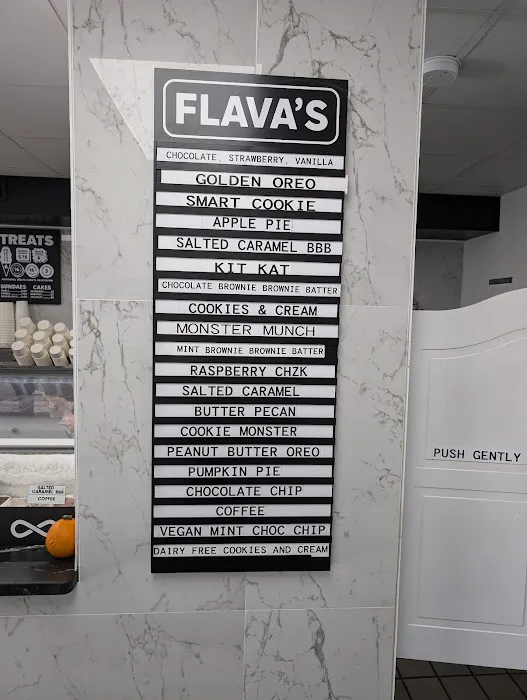 FLAVA'S
CHOCOLATE, STRAWBERRY, VANILLA
GOLDEN OREO
SMART COOKIE
APPLE PIE
SALTED CARAMEL BBB
KIT KAT
CHOCOLATE BROWNIE BROWNIE BATTER
COOKIES & CREAM
MONSTER MUNCH
MINT BROWNIE BROWNIE BATTER
RASPBERRY CHZK
SALTED CARAMEL
BUTTER PECAN
COOKIE MONSTER
PEANUT BUTTER OREO
PUMPKIN PIE
CHOCOLATE CHIP
COFFEE
VEGAN MINT CHOC CHIP
DAIRY FREE COOKIES AND CREAM
TREATS
SUNDAES CAKES
SALTED
CARAMEL BBB
COFFEE
PUSH GENTLY